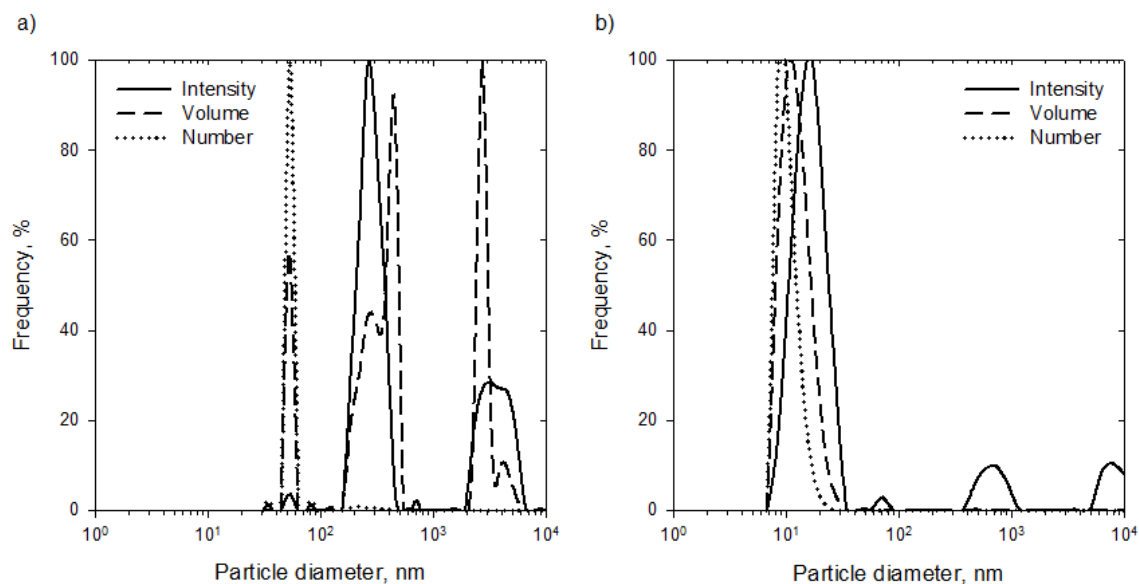 a)
100
80
60
40
20
0
Frequency, %
Intensity
Volume
Number
10⁰ 10¹ 10² 10³ 10⁴
Particle diameter, nm
b)
100
80
60
40
20
0
Frequency, %
Intensity
Volume
Number
10⁰ 10¹ 10² 10³ 10⁴
Particle diameter, nm